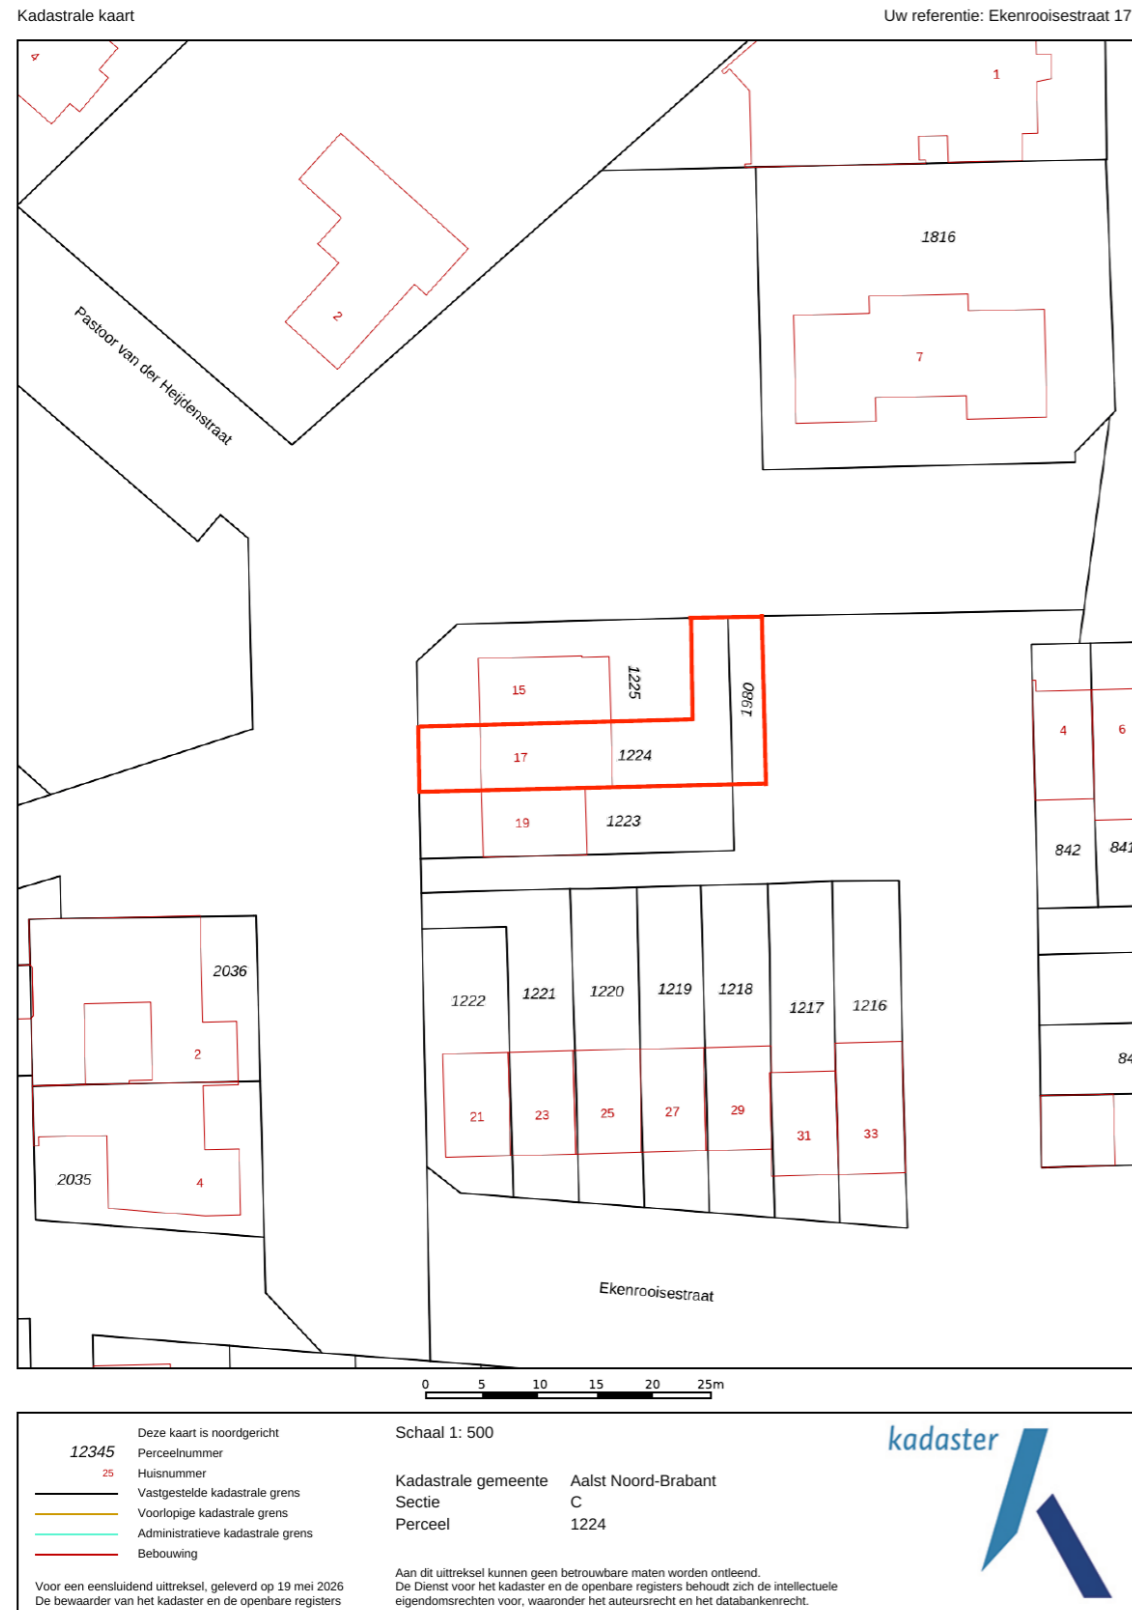 Kadastrale kaart
Uw referentie: Ekenrooisestraat 17
4
1
1816
2
7
Pastoor van der Heijdenstraat
15
1225
1980
17
1224
4
6
19
1223
842
841
2036
1222
1221
1220
1219
1218
1217
1216
2
84
21
23
25
27
29
31
33
2035
4
Ekenrooisestraat
0 5 10 15 20 25m
Deze kaart is noordgericht
12345 Perceelnummer
25 Huisnummer
Vastgestelde kadastrale grens
Voorlopige kadastrale grens
Administratieve kadastrale grens
Bebouwing
Voor een eensluidend uittreksel, geleverd op 19 mei 2026
De bewaarder van het kadaster en de openbare registers
Schaal 1: 500
Kadastrale gemeente Aalst Noord-Brabant
Sectie C
Perceel 1224
Aan dit uittreksel kunnen geen betrouwbare maten worden ontleend.
De Dienst voor het kadaster en de openbare registers behoudt zich de intellectuele
eigendomsrechten voor, waaronder het auteursrecht en het databankenrecht.
kadaster